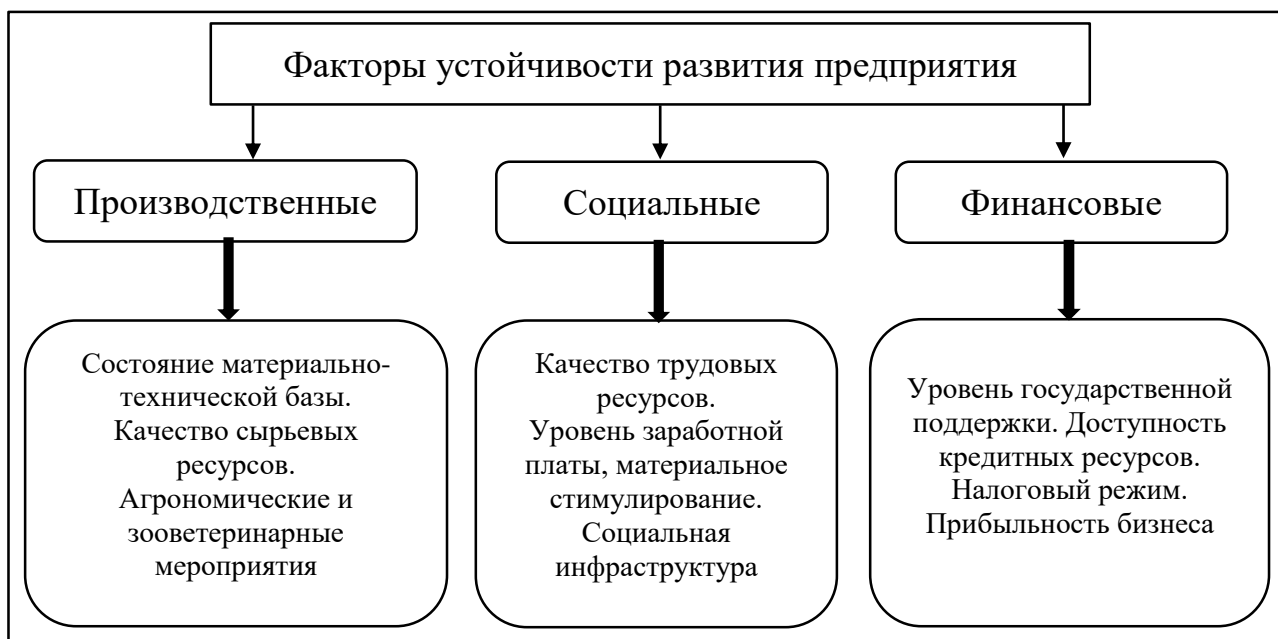 Факторы устойчивости развития предприятия
Производственные
Социальные
Финансовые
Состояние материально-
технической базы.
Качество сырьевых
ресурсов.
Агрономические и
зооветеринарные
мероприятия
Качество трудовых
ресурсов.
Уровень заработной
платы, материальное
стимулирование.
Социальная
инфраструктура
Уровень государственной
поддержки. Доступность
кредитных ресурсов.
Налоговый режим.
Прибыльность бизнеса